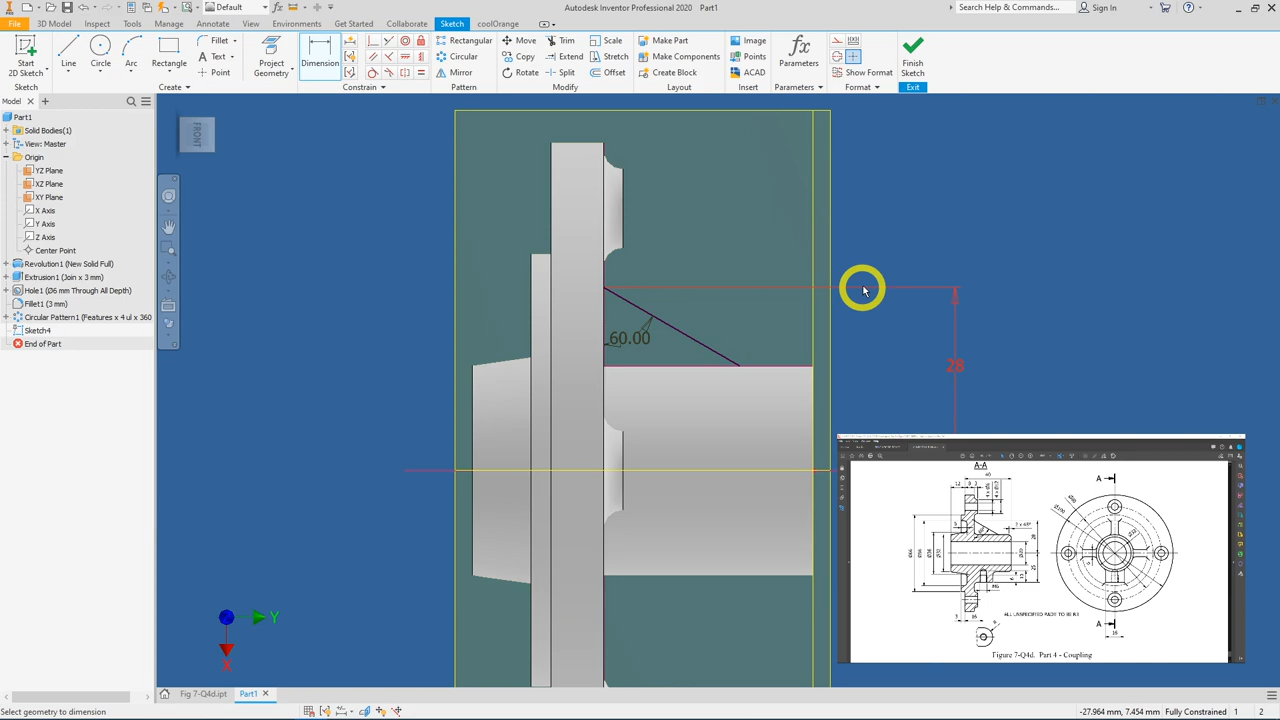 Default
Autodesk Inventor Professional 2020 Part1
Search Help & Commands...
Sign In
File 3D Model Inspect Tools Manage Annotate View Environments Get Started Collaborate Sketch coolOrange
Start
2D Sketch
Line Circle Arc Rectangle
Fillet
Text
Point
Project
Geometry
Dimension
Rectangular
Circular
Mirror
Move
Copy
Rotate
Trim
Extend
Split
Scale
Stretch
Offset
Make Part
Make Components
Create Block
Image
Points
ACAD
Parameters
Show Format
Finish
Sketch
Sketch Create Constrain Pattern Modify Layout Insert Parameters Format Exit
Model
Part1
Solid Bodies(1)
View: Master
Origin
YZ Plane
XZ Plane
XY Plane
X Axis
Y Axis
Z Axis
Center Point
Revolution1 (New Solid Full)
Extrusion1 (Join x 3 mm)
Hole1 (Ø6 mm Through All Depth)
Fillet1 (3 mm)
Circular Pattern1 (Features x 4 ul x 360
Sketch4
End of Part
FRONT
60.00
28
Z
Y
X
A-A
A
A
40
12
16
16
ALL UNSPECIFIED RADII TO BE R3
Figure 7-Q4d. Part 4 - Coupling
Fig 7-Q4d.ipt Part1
Select geometry to dimension
-27.964 mm, 7.454 mm Fully Constrained 1 2